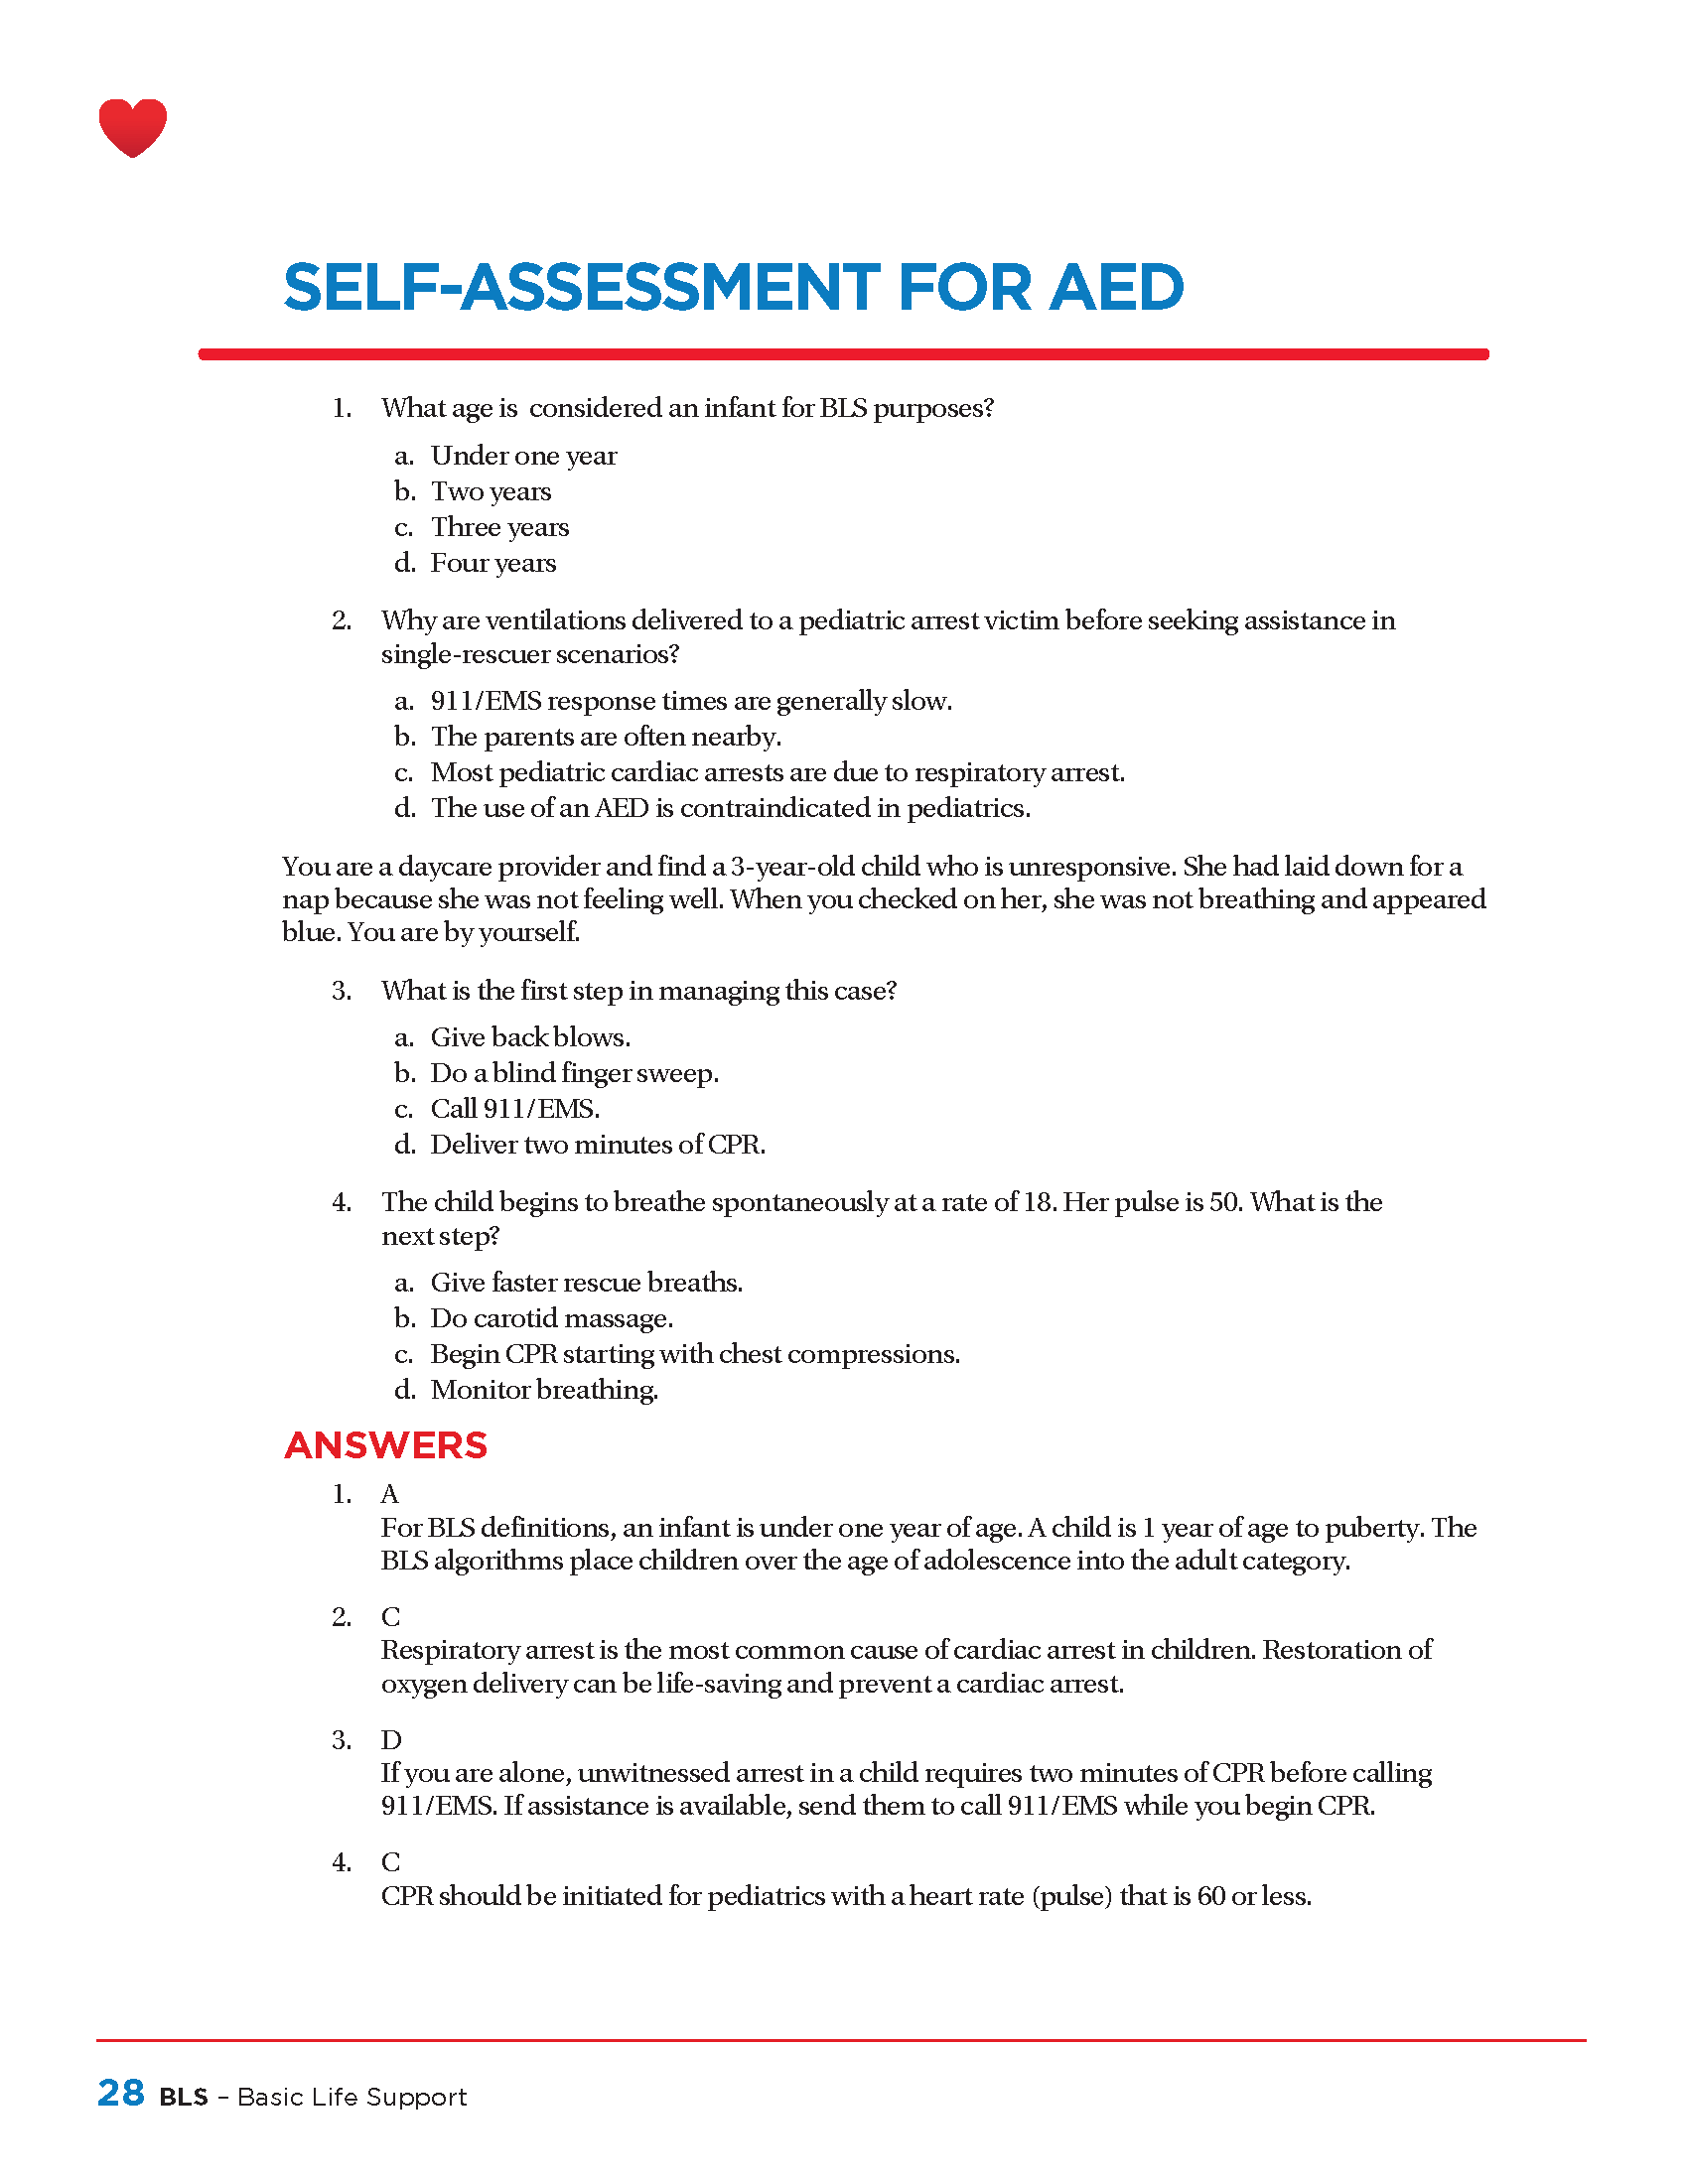 SELF-ASSESSMENT FOR AED
1. What age is considered an infant for BLS purposes?
a. Under one year
b. Two years
c. Three years
d. Four years
2. Why are ventilations delivered to a pediatric arrest victim before seeking assistance in
single-rescuer scenarios?
a. 911/EMS response times are generally slow.
b. The parents are often nearby.
c. Most pediatric cardiac arrests are due to respiratory arrest.
d. The use of an AED is contraindicated in pediatrics.
You are a daycare provider and find a 3-year-old child who is unresponsive. She had laid down for a
nap because she was not feeling well. When you checked on her, she was not breathing and appeared
blue. You are by yourself.
3. What is the first step in managing this case?
a. Give back blows.
b. Do a blind finger sweep.
c. Call 911/EMS.
d. Deliver two minutes of CPR.
4. The child begins to breathe spontaneously at a rate of 18. Her pulse is 50. What is the
next step?
a. Give faster rescue breaths.
b. Do carotid massage.
c. Begin CPR starting with chest compressions.
d. Monitor breathing.
ANSWERS
1. A
For BLS definitions, an infant is under one year of age. A child is 1 year of age to puberty. The
BLS algorithms place children over the age of adolescence into the adult category.
2. C
Respiratory arrest is the most common cause of cardiac arrest in children. Restoration of
oxygen delivery can be life-saving and prevent a cardiac arrest.
3. D
If you are alone, unwitnessed arrest in a child requires two minutes of CPR before calling
911/EMS. If assistance is available, send them to call 911/EMS while you begin CPR.
4. C
CPR should be initiated for pediatrics with a heart rate (pulse) that is 60 or less.
28 BLS – Basic Life Support